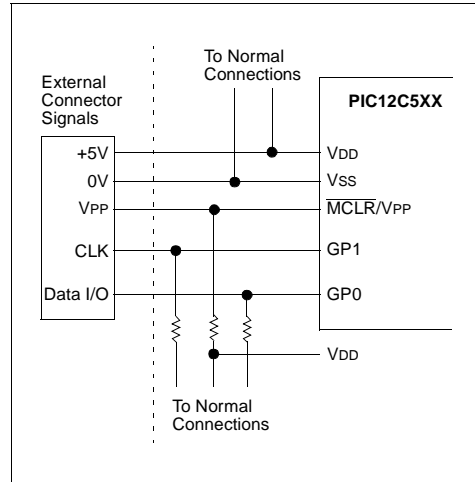 To Normal
Connections
External
Connector
Signals
PIC12C5XX
+5V
VDD
0V
VSS
VPP
MCLR/VPP
CLK
GP1
Data I/O
GP0
VDD
To Normal
Connections